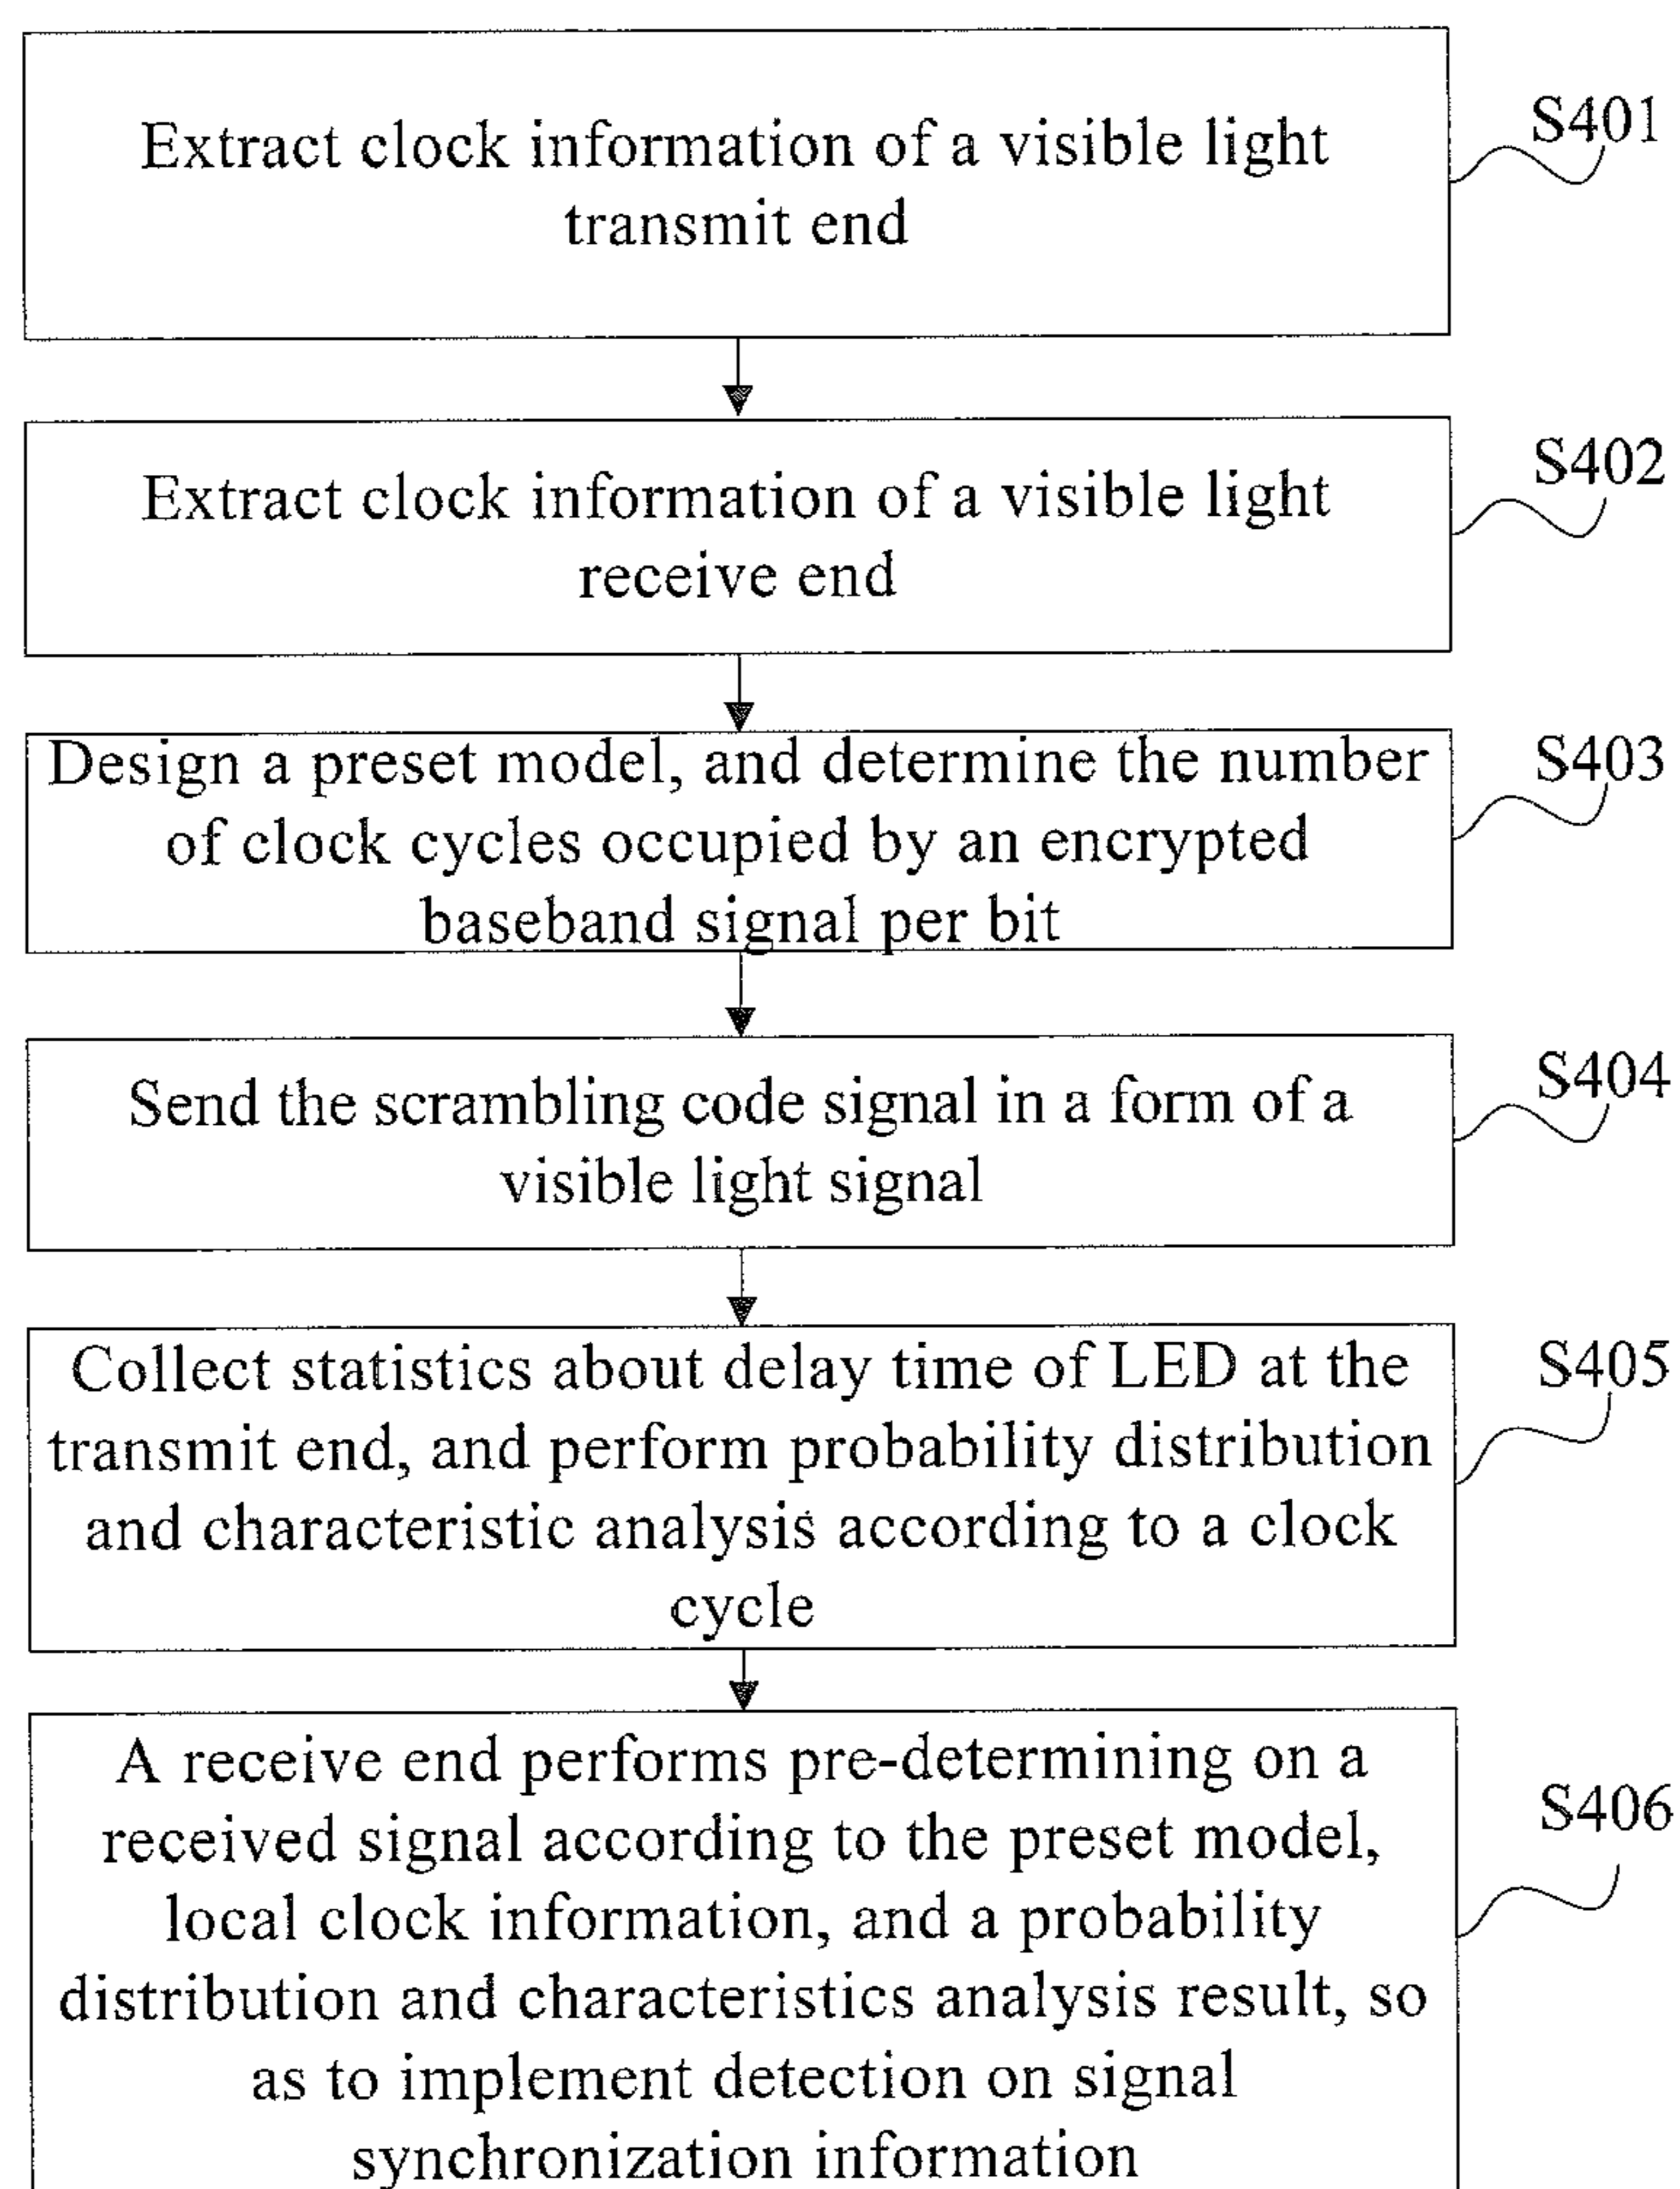 Extract clock information of a visible light
transmit end
S401
Extract clock information of a visible light
receive end
S402
Design a preset model, and determine the number
of clock cycles occupied by an encrypted
baseband signal per bit
S403
Send the scrambling code signal in a form of a
visible light signal
S404
Collect statistics about delay time of LED at the
transmit end, and perform probability distribution
and characteristic analysis according to a clock
cycle
S405
A receive end performs pre-determining on a
received signal according to the preset model,
local clock information, and a probability
distribution and characteristics analysis result, so
as to implement detection on signal
synchronization information
S406